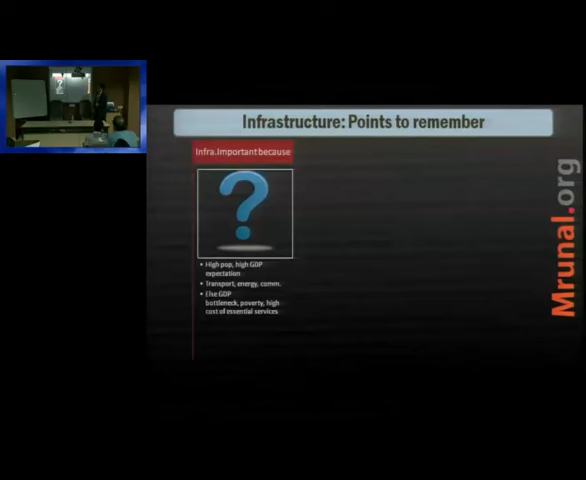 Infrastructure: Points to remember
Infra.Important because
?
• High pop, high GDP
expectation
• Transport, energy, comm.
• Else GDP
bottleneck, poverty, high
cost of essential services
Mrunal.org